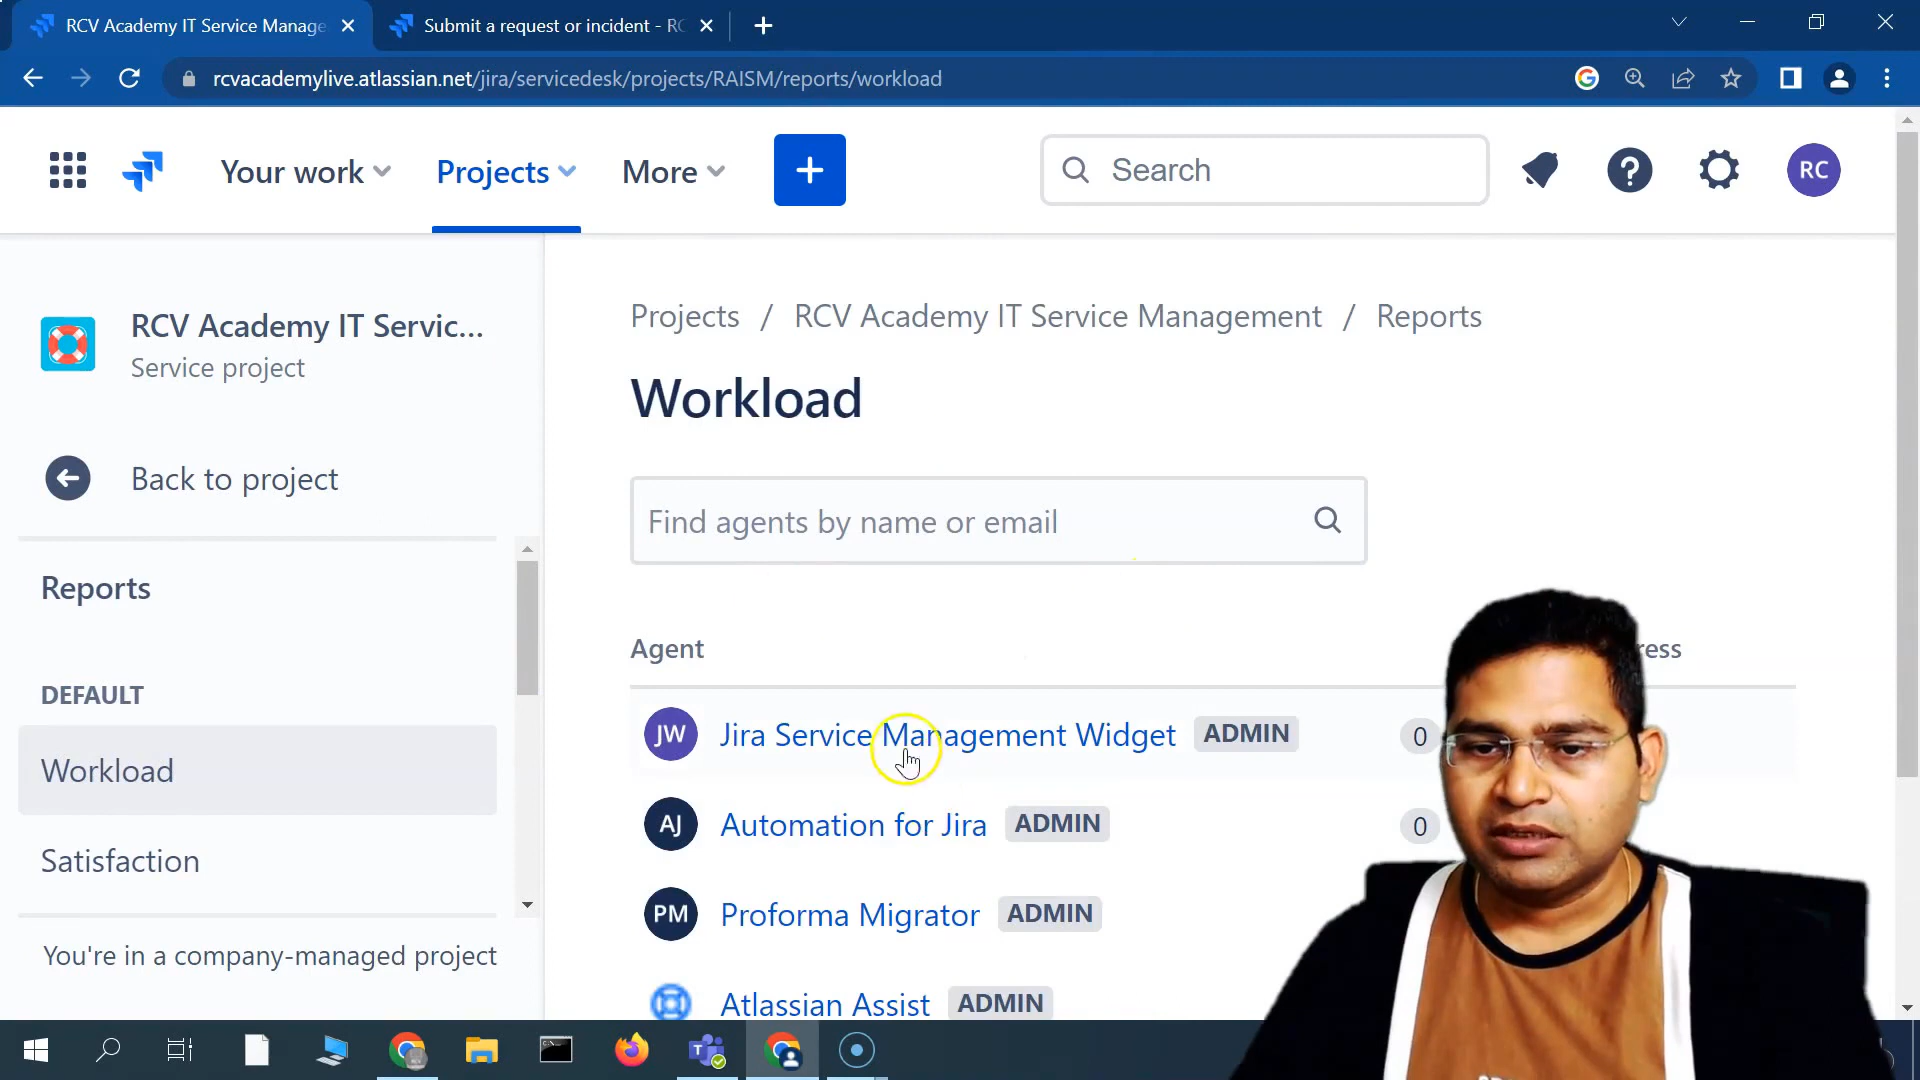 RCV Academy IT Service Manage
Submit a request or incident - RC
rcvacademylive.atlassian.net/jira/servicedesk/projects/RAISM/reports/workload
Your work
Projects
More
Search
RC
RCV Academy IT Servic...
Service project
Back to project
Reports
DEFAULT
Workload
Satisfaction
You're in a company-managed project
Projects / RCV Academy IT Service Management / Reports
Workload
Find agents by name or email
Agent
ress
JW Jira Service Management Widget ADMIN 0
AJ Automation for Jira ADMIN 0
PM Proforma Migrator ADMIN
Atlassian Assist ADMIN